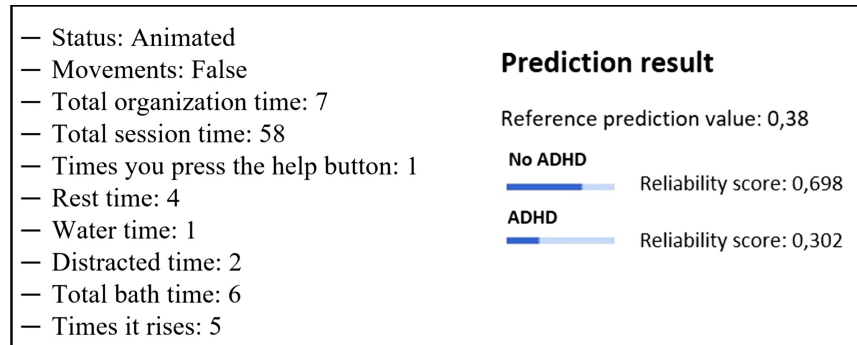 — Status: Animated
— Movements: False
— Total organization time: 7
— Total session time: 58
— Times you press the help button: 1
— Rest time: 4
— Water time: 1
— Distracted time: 2
— Total bath time: 6
— Times it rises: 5
Prediction result
Reference prediction value: 0,38
No ADHD
Reliability score: 0,698
ADHD
Reliability score: 0,302